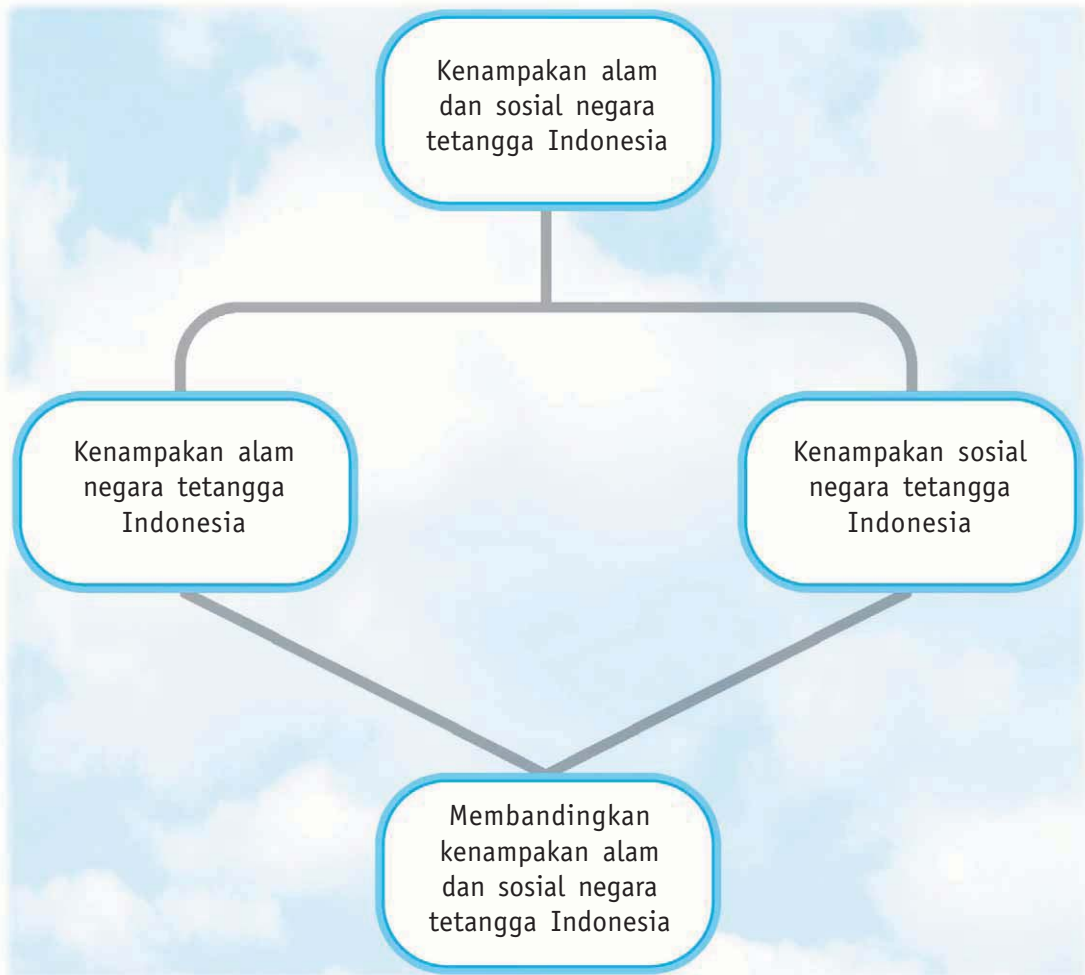 Kenampakan alam
dan sosial negara
tetangga Indonesia
Kenampakan alam
negara tetangga
Indonesia
Kenampakan sosial
negara tetangga
Indonesia
Membandingkan
kenampakan alam
dan sosial negara
tetangga Indonesia